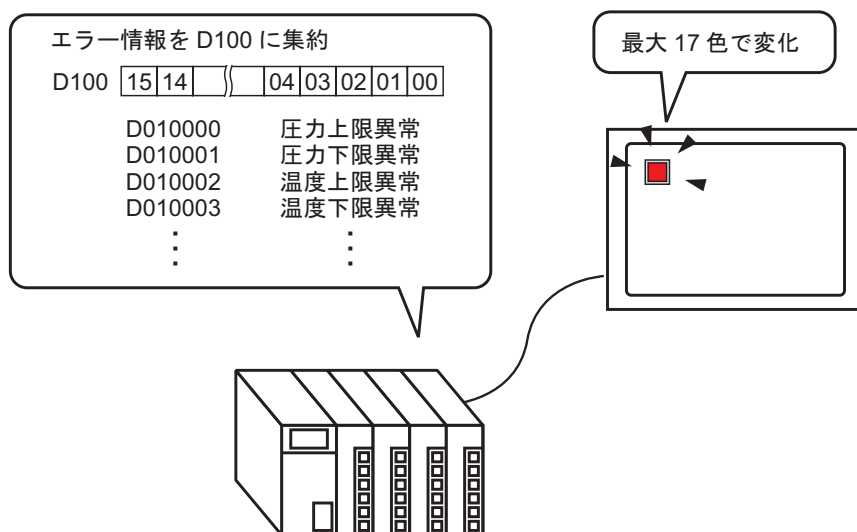 エラー情報を D100 に集約
D100 15 14 04 03 02 01 00
D010000 圧力上限異常
D010001 圧力下限異常
D010002 温度上限異常
D010003 温度下限異常
最大 17 色で変化